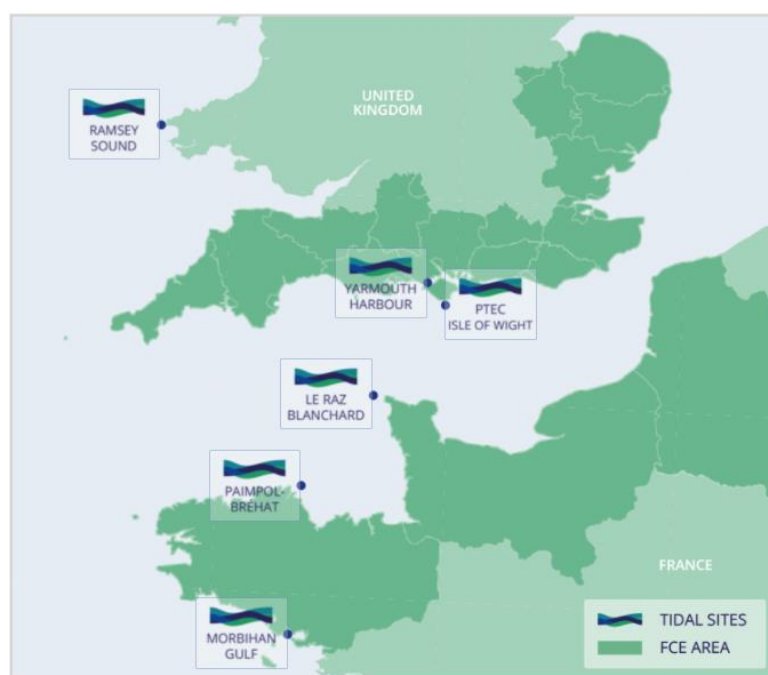 UNITED
KINGDOM
RAMSEY
SOUND
YARMOUTH
HARBOUR
PTEC
ISLE OF WIGHT
LE RAZ
BLANCHARD
PAIMPOL-
BRÉHAT
FRANCE
MORBIHAN
GULF
TIDAL SITES
FCE AREA